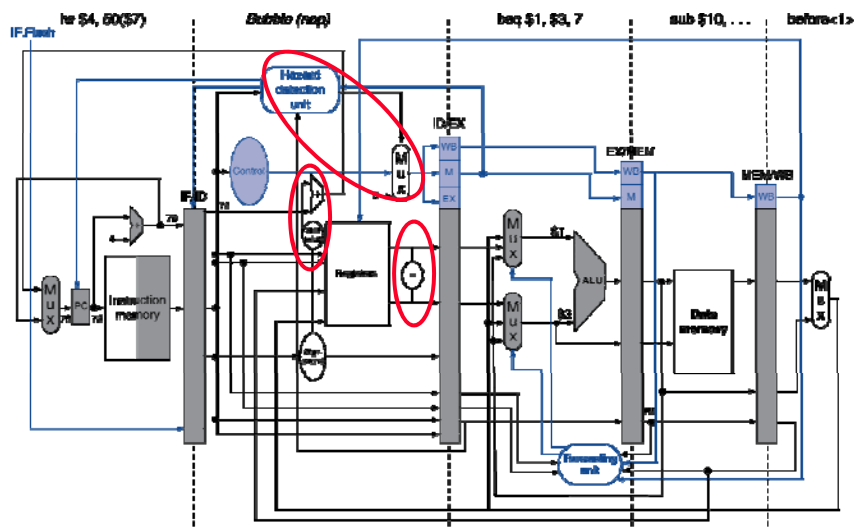 lw $4, 50($7)
Bubble (nop)
beq $1, $3, 7
sub $10, . . .
before<1>
IF.Flush
Hazard
detection
unit
ID/EX
WB
EX/MEM
Control
M
u
x
M
WB
MEM/WB
IF/ID
EX
M
WB
72
4
M
u
x
$1
Registers
=
ALU
M
u
x
PC
Instruction
memory
M
u
x
$3
Data
memory
M
u
x
Forwarding
unit